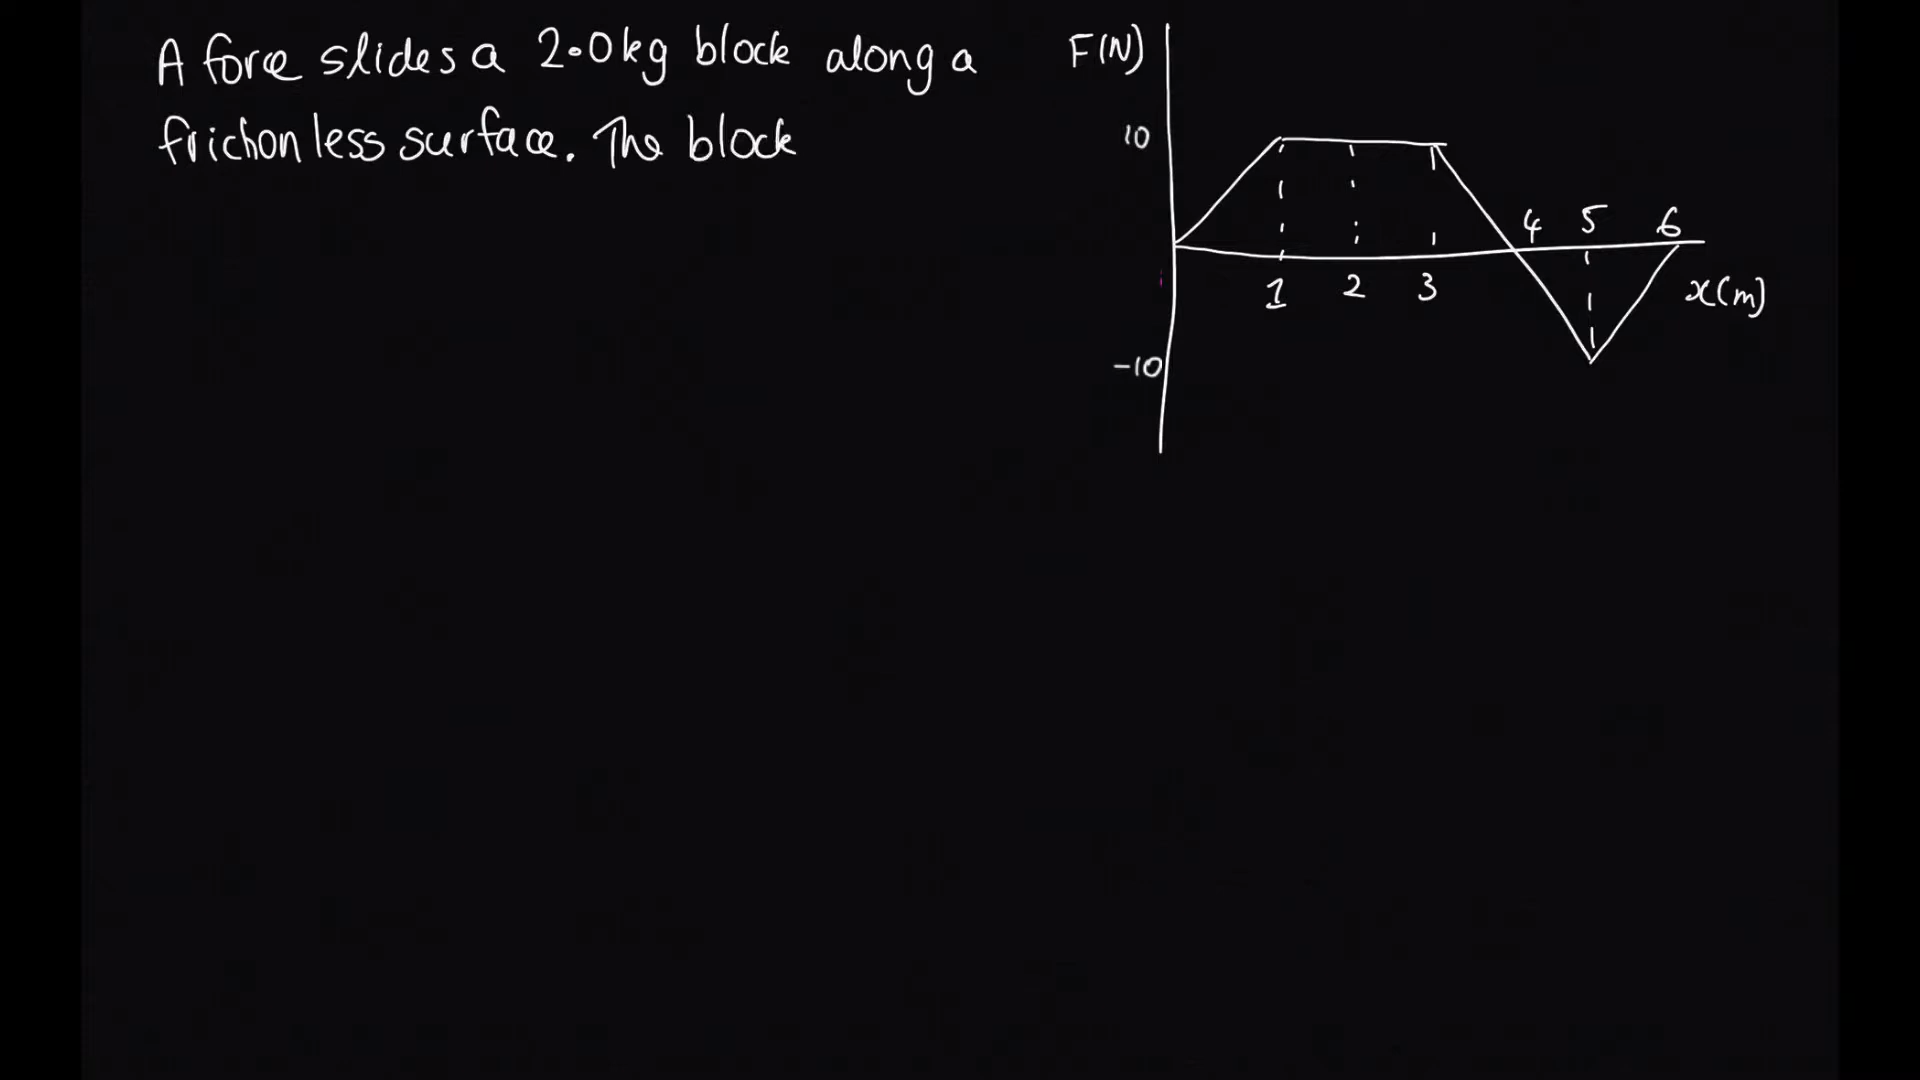 A force slides a 2.0kg block along a
frictionless surface. The block
F(N)
10
4 5 6
1 2 3
x(m)
-10